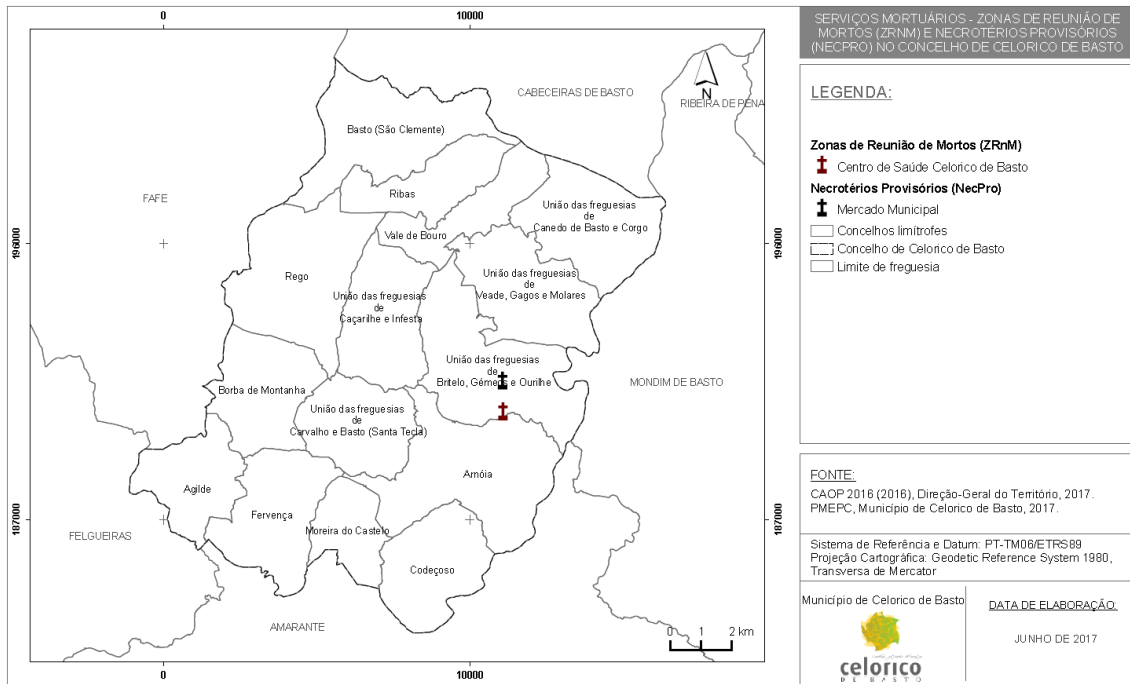 SERVIÇOS MORTUÁRIOS - ZONAS DE REUNIÃO DE
MORTOS (ZRNM) E NECROTÉRIOS PROVISÓRIOS
(NECPRO) NO CONCELHO DE CELORICO DE BASTO
0
10000
196000
187000
196000
187000
0
10000
N
CABECEIRAS DE BASTO
RIBEIRA DE PENA
FAFE
MONDIM DE BASTO
FELGUEIRAS
AMARANTE
Basto (São Clemente)
Ribas
União das freguesias
de
Canedo de Basto e Corgo
Vale de Bouro
Rego
União das freguesias
de
Veade, Gagos e Molares
União das freguesias
de
Caçarilhe e Infesta
União das freguesias
de
Britelo, Gémeos e Ourilhe
Borba de Montanha
União das freguesias
de
Carvalho e Basto (Santa Tecla)
Arnóia
Agilde
Fervença
Moreira do Castelo
Codeçoso
0 1 2 km
LEGENDA:
Zonas de Reunião de Mortos (ZRnM)
Centro de Saúde Celorico de Basto
Necrotérios Provisórios (NecPro)
Mercado Municipal
Concelhos limítrofes
Concelho de Celorico de Basto
Limite de freguesia
FONTE:
CAOP 2016 (2016), Direção-Geral do Território, 2017.
PMEPC, Município de Celorico de Basto, 2017.
Sistema de Referência e Datum: PT-TM06/ETRS89
Projeção Cartográfica: Geodetic Reference System 1980,
Transversa de Mercator
Município de Celorico de Basto
celorico
DE BASTO
DATA DE ELABORAÇÃO:
JUNHO DE 2017